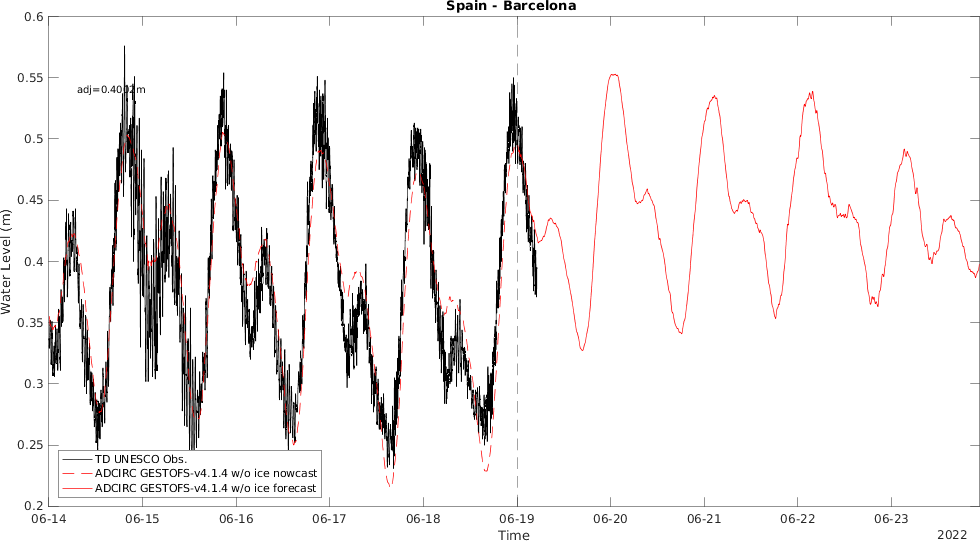 Spain - Barcelona
0.6
0.55
adj=0.4002m
0.5
0.45
0.4
0.35
0.3
0.25
0.2
Water Level (m)
TD UNESCO Obs.
ADCIRC GESTOFS-v4.1.4 w/o ice nowcast
ADCIRC GESTOFS-v4.1.4 w/o ice forecast
06-14 06-15 06-16 06-17 06-18 06-19 06-20 06-21 06-22 06-23
Time
2022